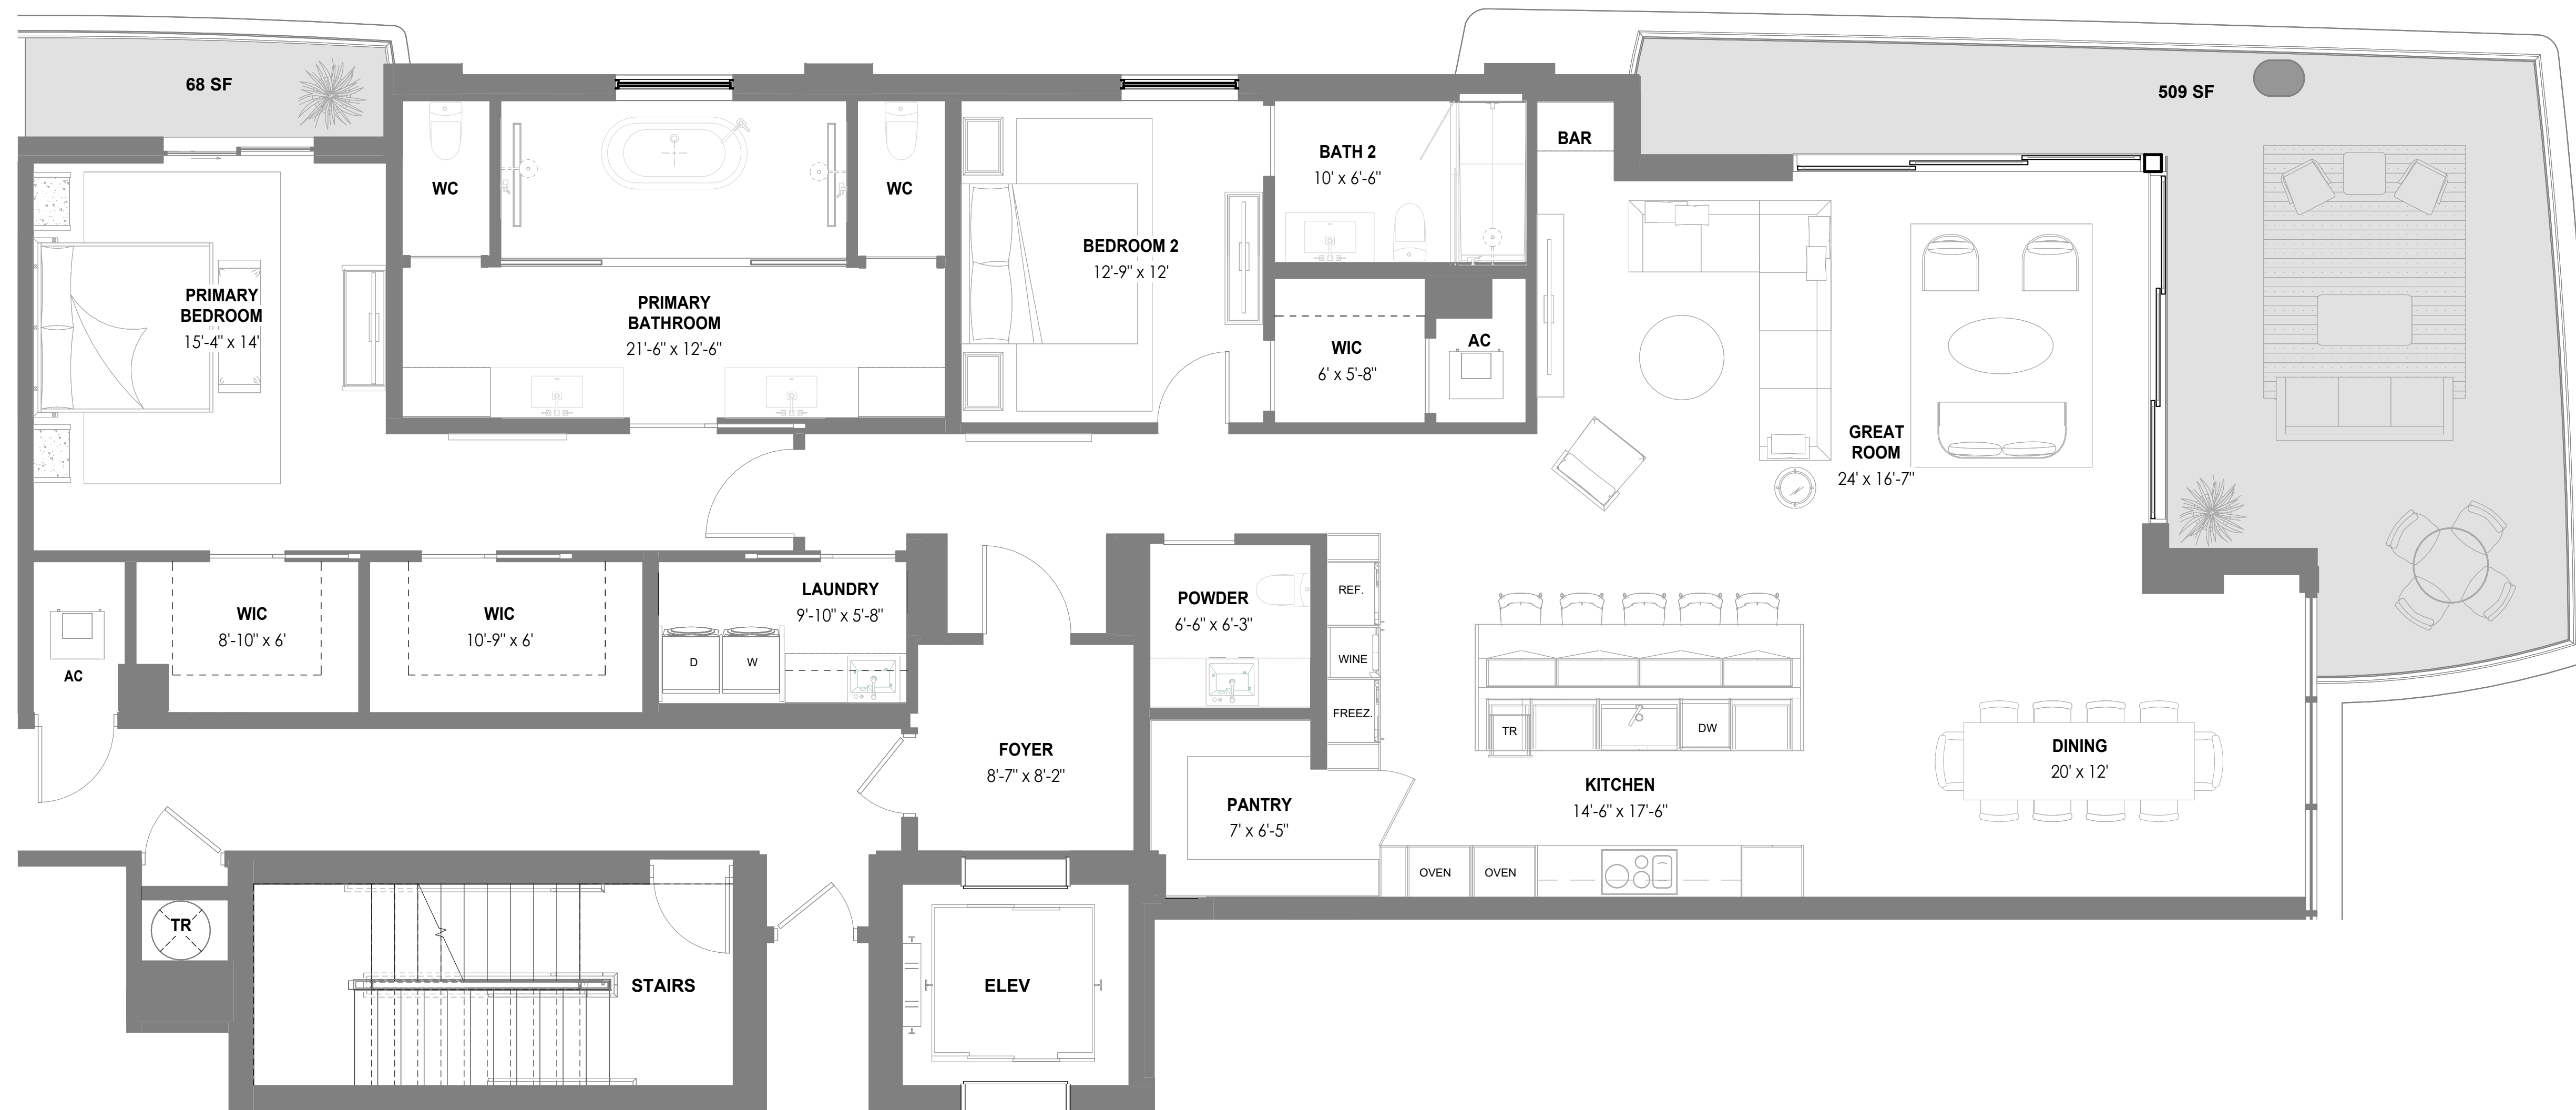 68 SF
509 SF
BAR
WC
WC
BATH 2
10' x 6'-6"
BEDROOM 2
12'-9" x 12'
PRIMARY
BEDROOM
15'-4" x 14'
PRIMARY
BATHROOM
21'-6" x 12'-6"
WIC
6' x 5'-8"
AC
GREAT
ROOM
24' x 16'-7"
WIC
8'-10" x 6'
WIC
10'-9" x 6'
LAUNDRY
9'-10" x 5'-8"
D
W
POWDER
6'-6" x 6'-3"
REF.
WINE
FREEZ.
AC
TR
DW
FOYER
8'-7" x 8'-2"
DINING
20' x 12'
KITCHEN
14'-6" x 17'-6"
PANTRY
7' x 6'-5"
OVEN
OVEN
TR
STAIRS
ELEV